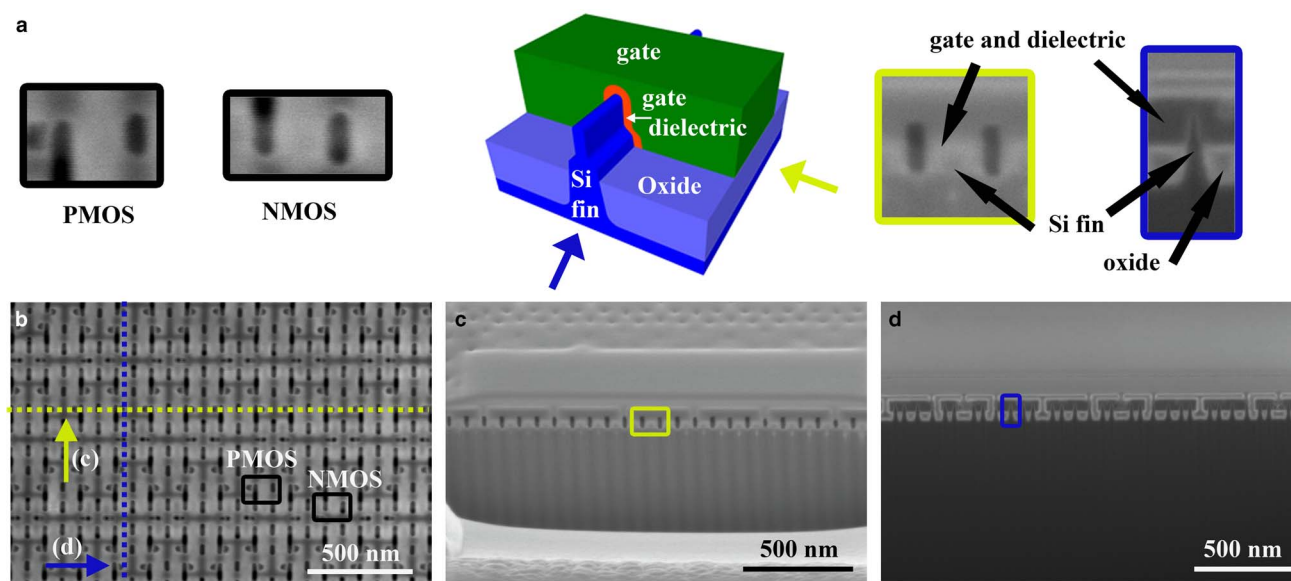 a
PMOS
NMOS
gate
gate
dielectric
Si
fin
Oxide
gate and dielectric
Si fin
oxide
b
(c)
PMOS
NMOS
(d)
500 nm
c
500 nm
d
500 nm